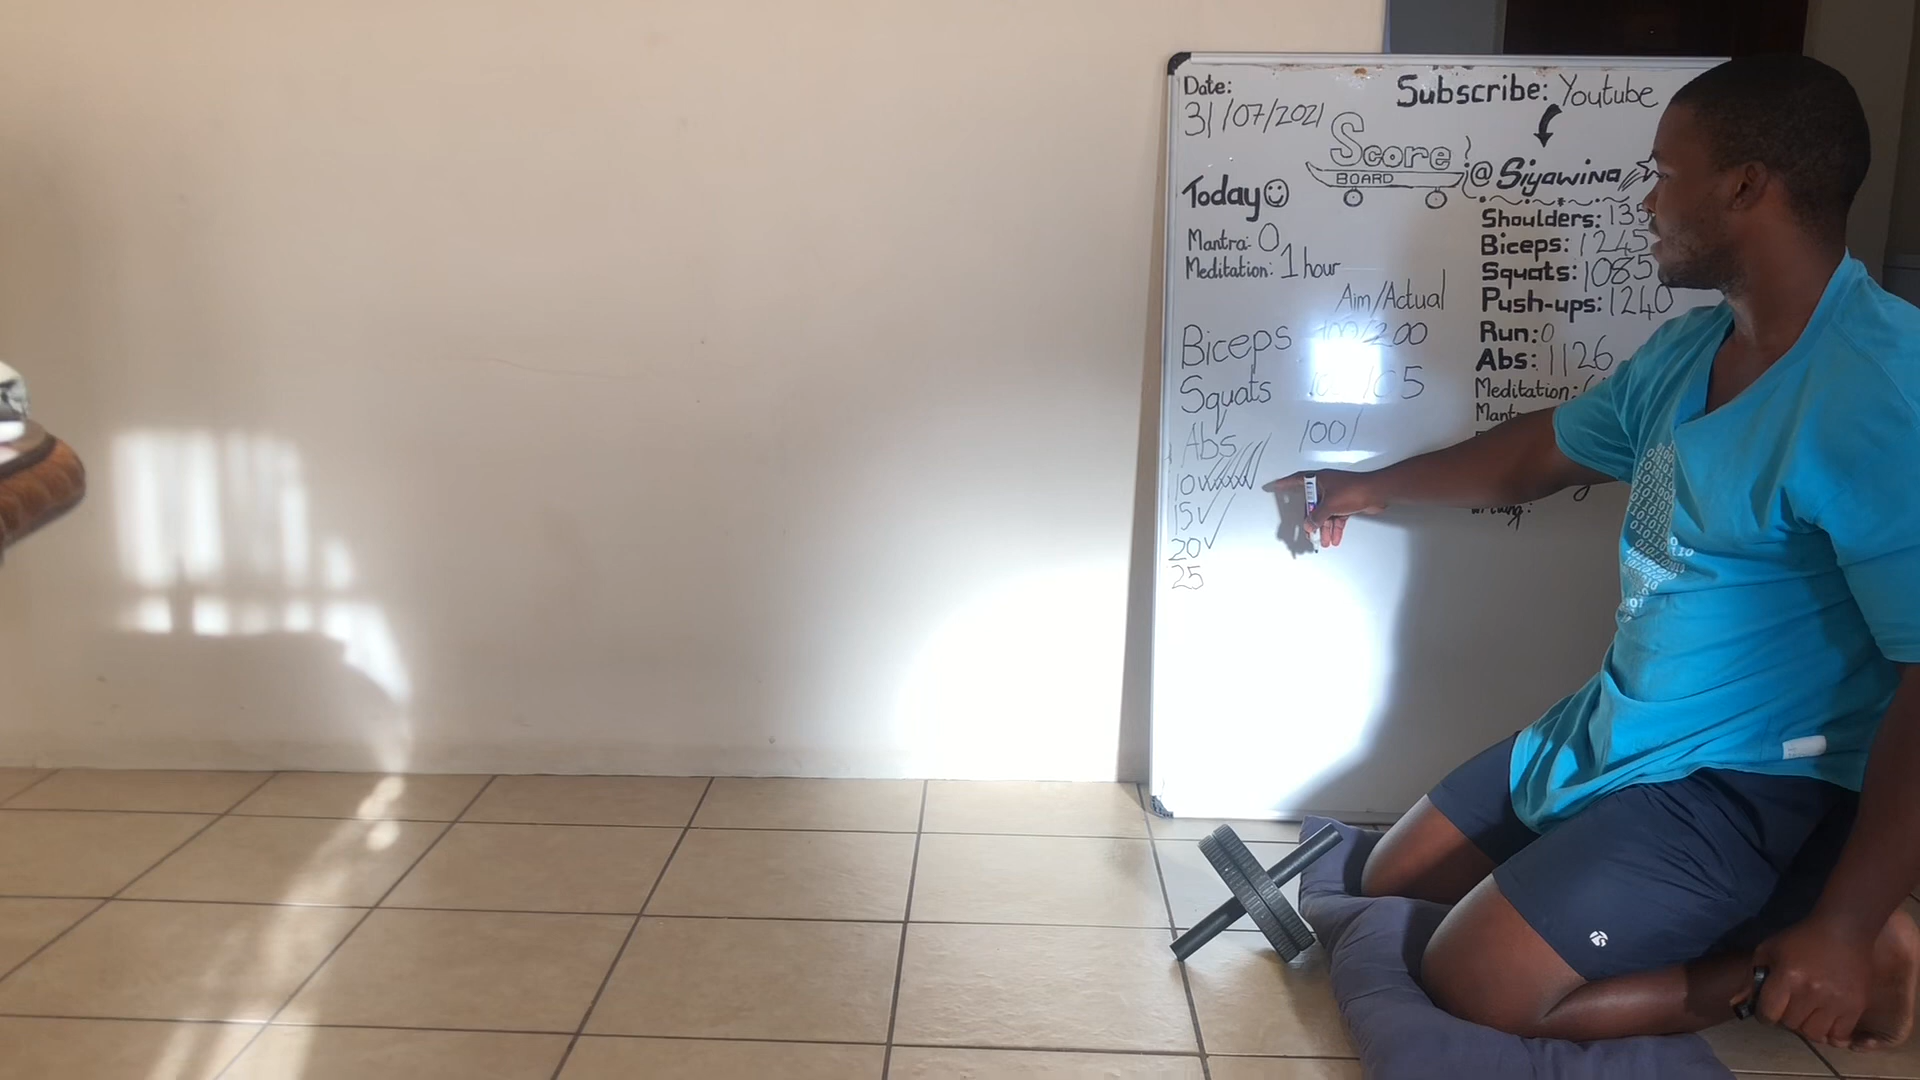 Date:
31/07/2021
Subscribe: Youtube
Score
BOARD
@ Siyawina
Today
Mantra: 0
Meditation: 1 hour
Aim/Actual
Biceps 100/200
Squats
Abs 100/
10
15
20
25
Shoulders: 135
Biceps: 1245
Squats: 1085
Push-ups: 1240
Run: 0
Abs: 1126
Meditation: